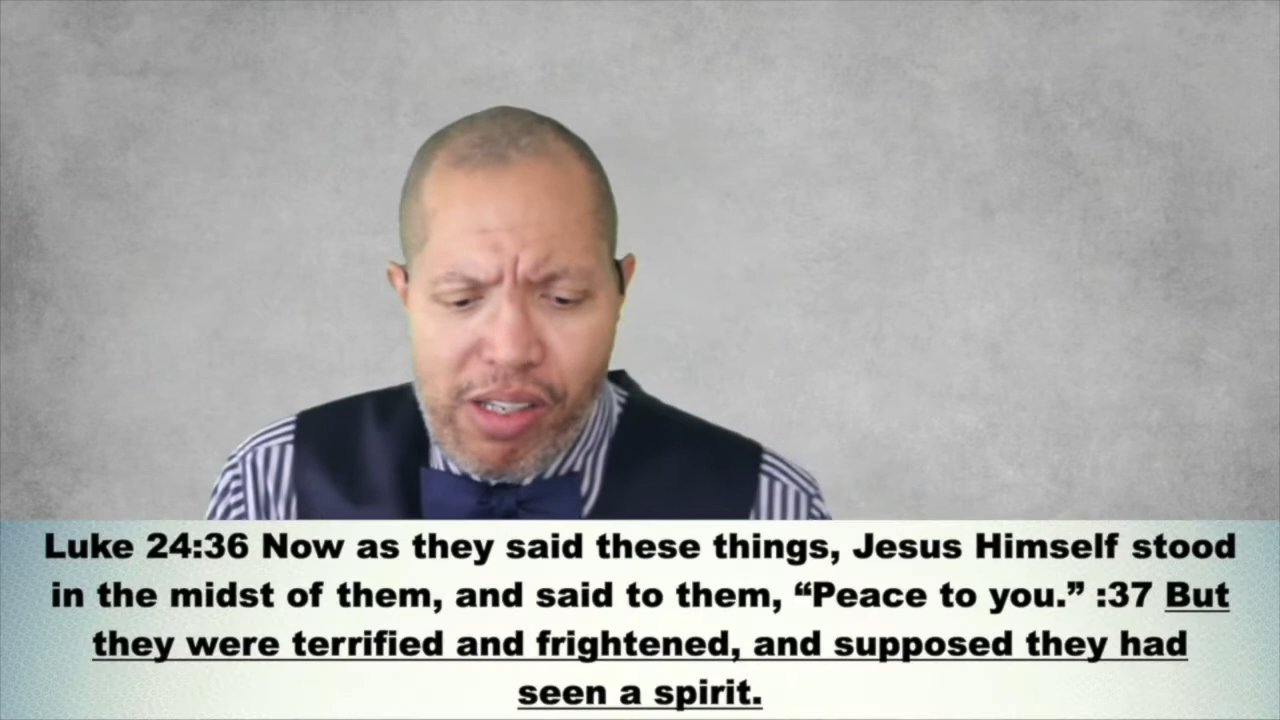 Luke 24:36 Now as they said these things, Jesus Himself stood
in the midst of them, and said to them, “Peace to you.” :37 But
they were terrified and frightened, and supposed they had
seen a spirit.